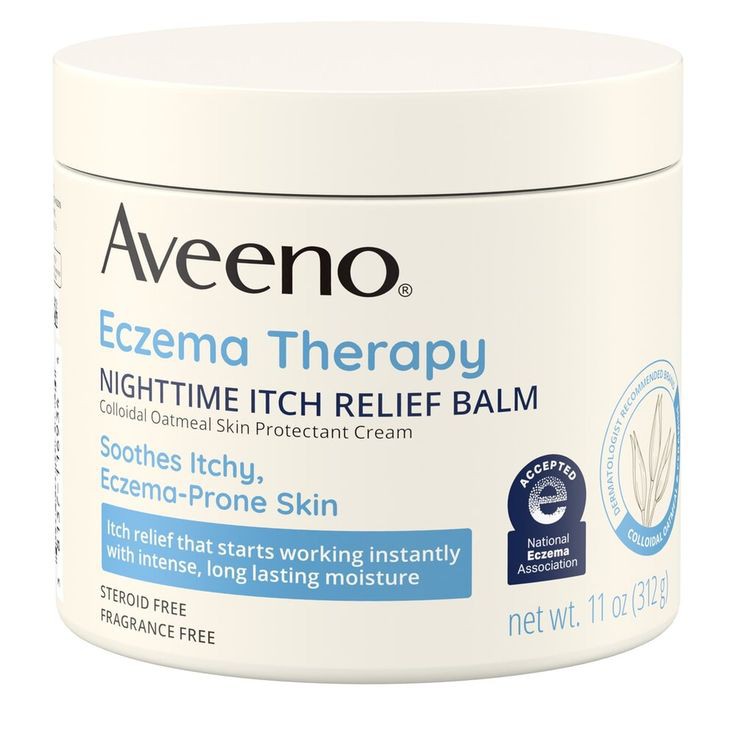 Aveeno®
Eczema Therapy
NIGHTTIME ITCH RELIEF BALM
Colloidal Oatmeal Skin Protectant Cream
Soothes Itchy,
Eczema-Prone Skin
Itch relief that starts working instantly
with intense, long lasting moisture
STEROID FREE
FRAGRANCE FREE
ACCEPTED
e
National
Eczema
Association
DERMATOLOGIST RECOMMENDED BRAND
COLLOIDAL OATMEAL
net wt. 11 oz (312 g)